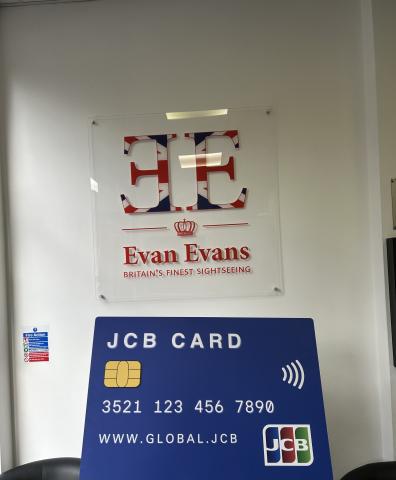 EE
Evan Evans
BRITAIN'S FINEST SIGHTSEEING
JCB CARD
3521 123 456 7890
WWW.GLOBAL.JCB
JCB